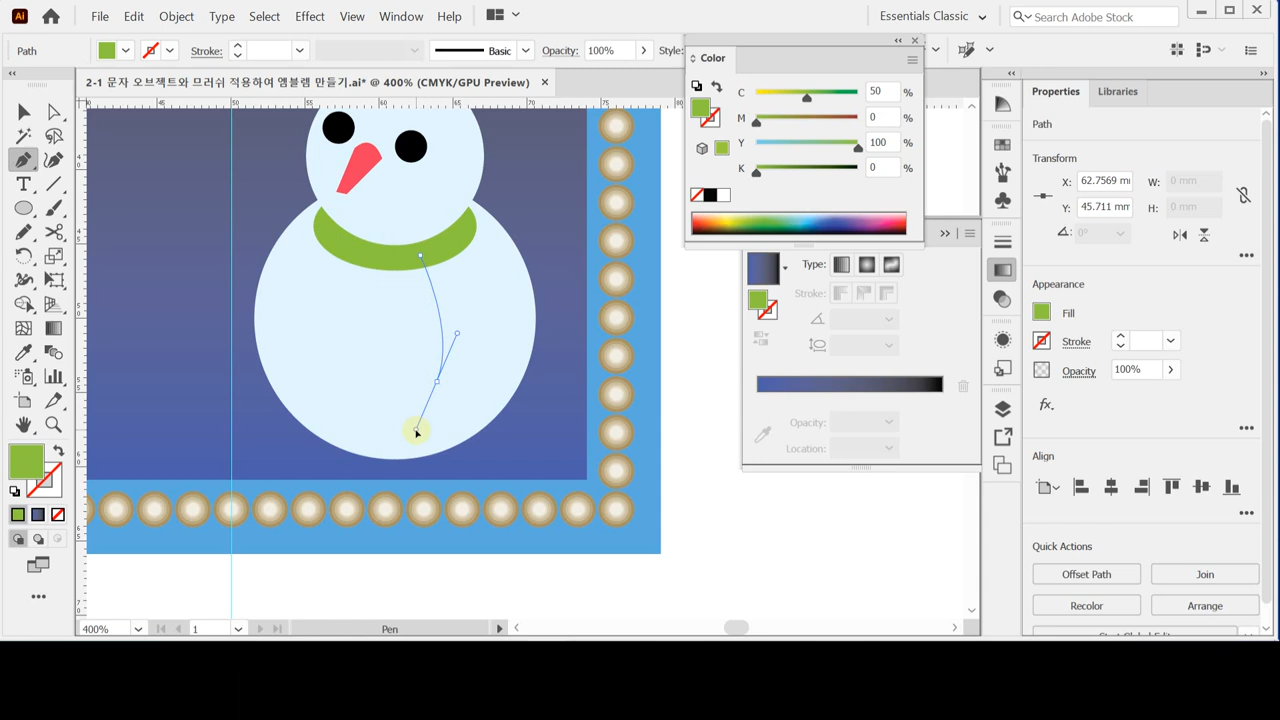 Ai File Edit Object Type Select Effect View Window Help Essentials Classic Search Adobe Stock
Path Stroke: Basic Opacity: 100% Style:
2-1 문자 오브젝트와 브러쉬 적용하여 엠블렘 만들기.ai* @ 400% (CMYK/GPU Preview)
Color
C 50 %
M 0 %
Y 100 %
K 0 %
Type:
Stroke:
Opacity:
Location:
Properties Libraries
Path
Transform
X: 62.7569 mm W: 0 mm
Y: 45.711 mm H: 0 mm
0°
Appearance
Fill
Stroke
Opacity 100%
fx
Align
Quick Actions
Offset Path Join
Recolor Arrange
400% 1 Pen